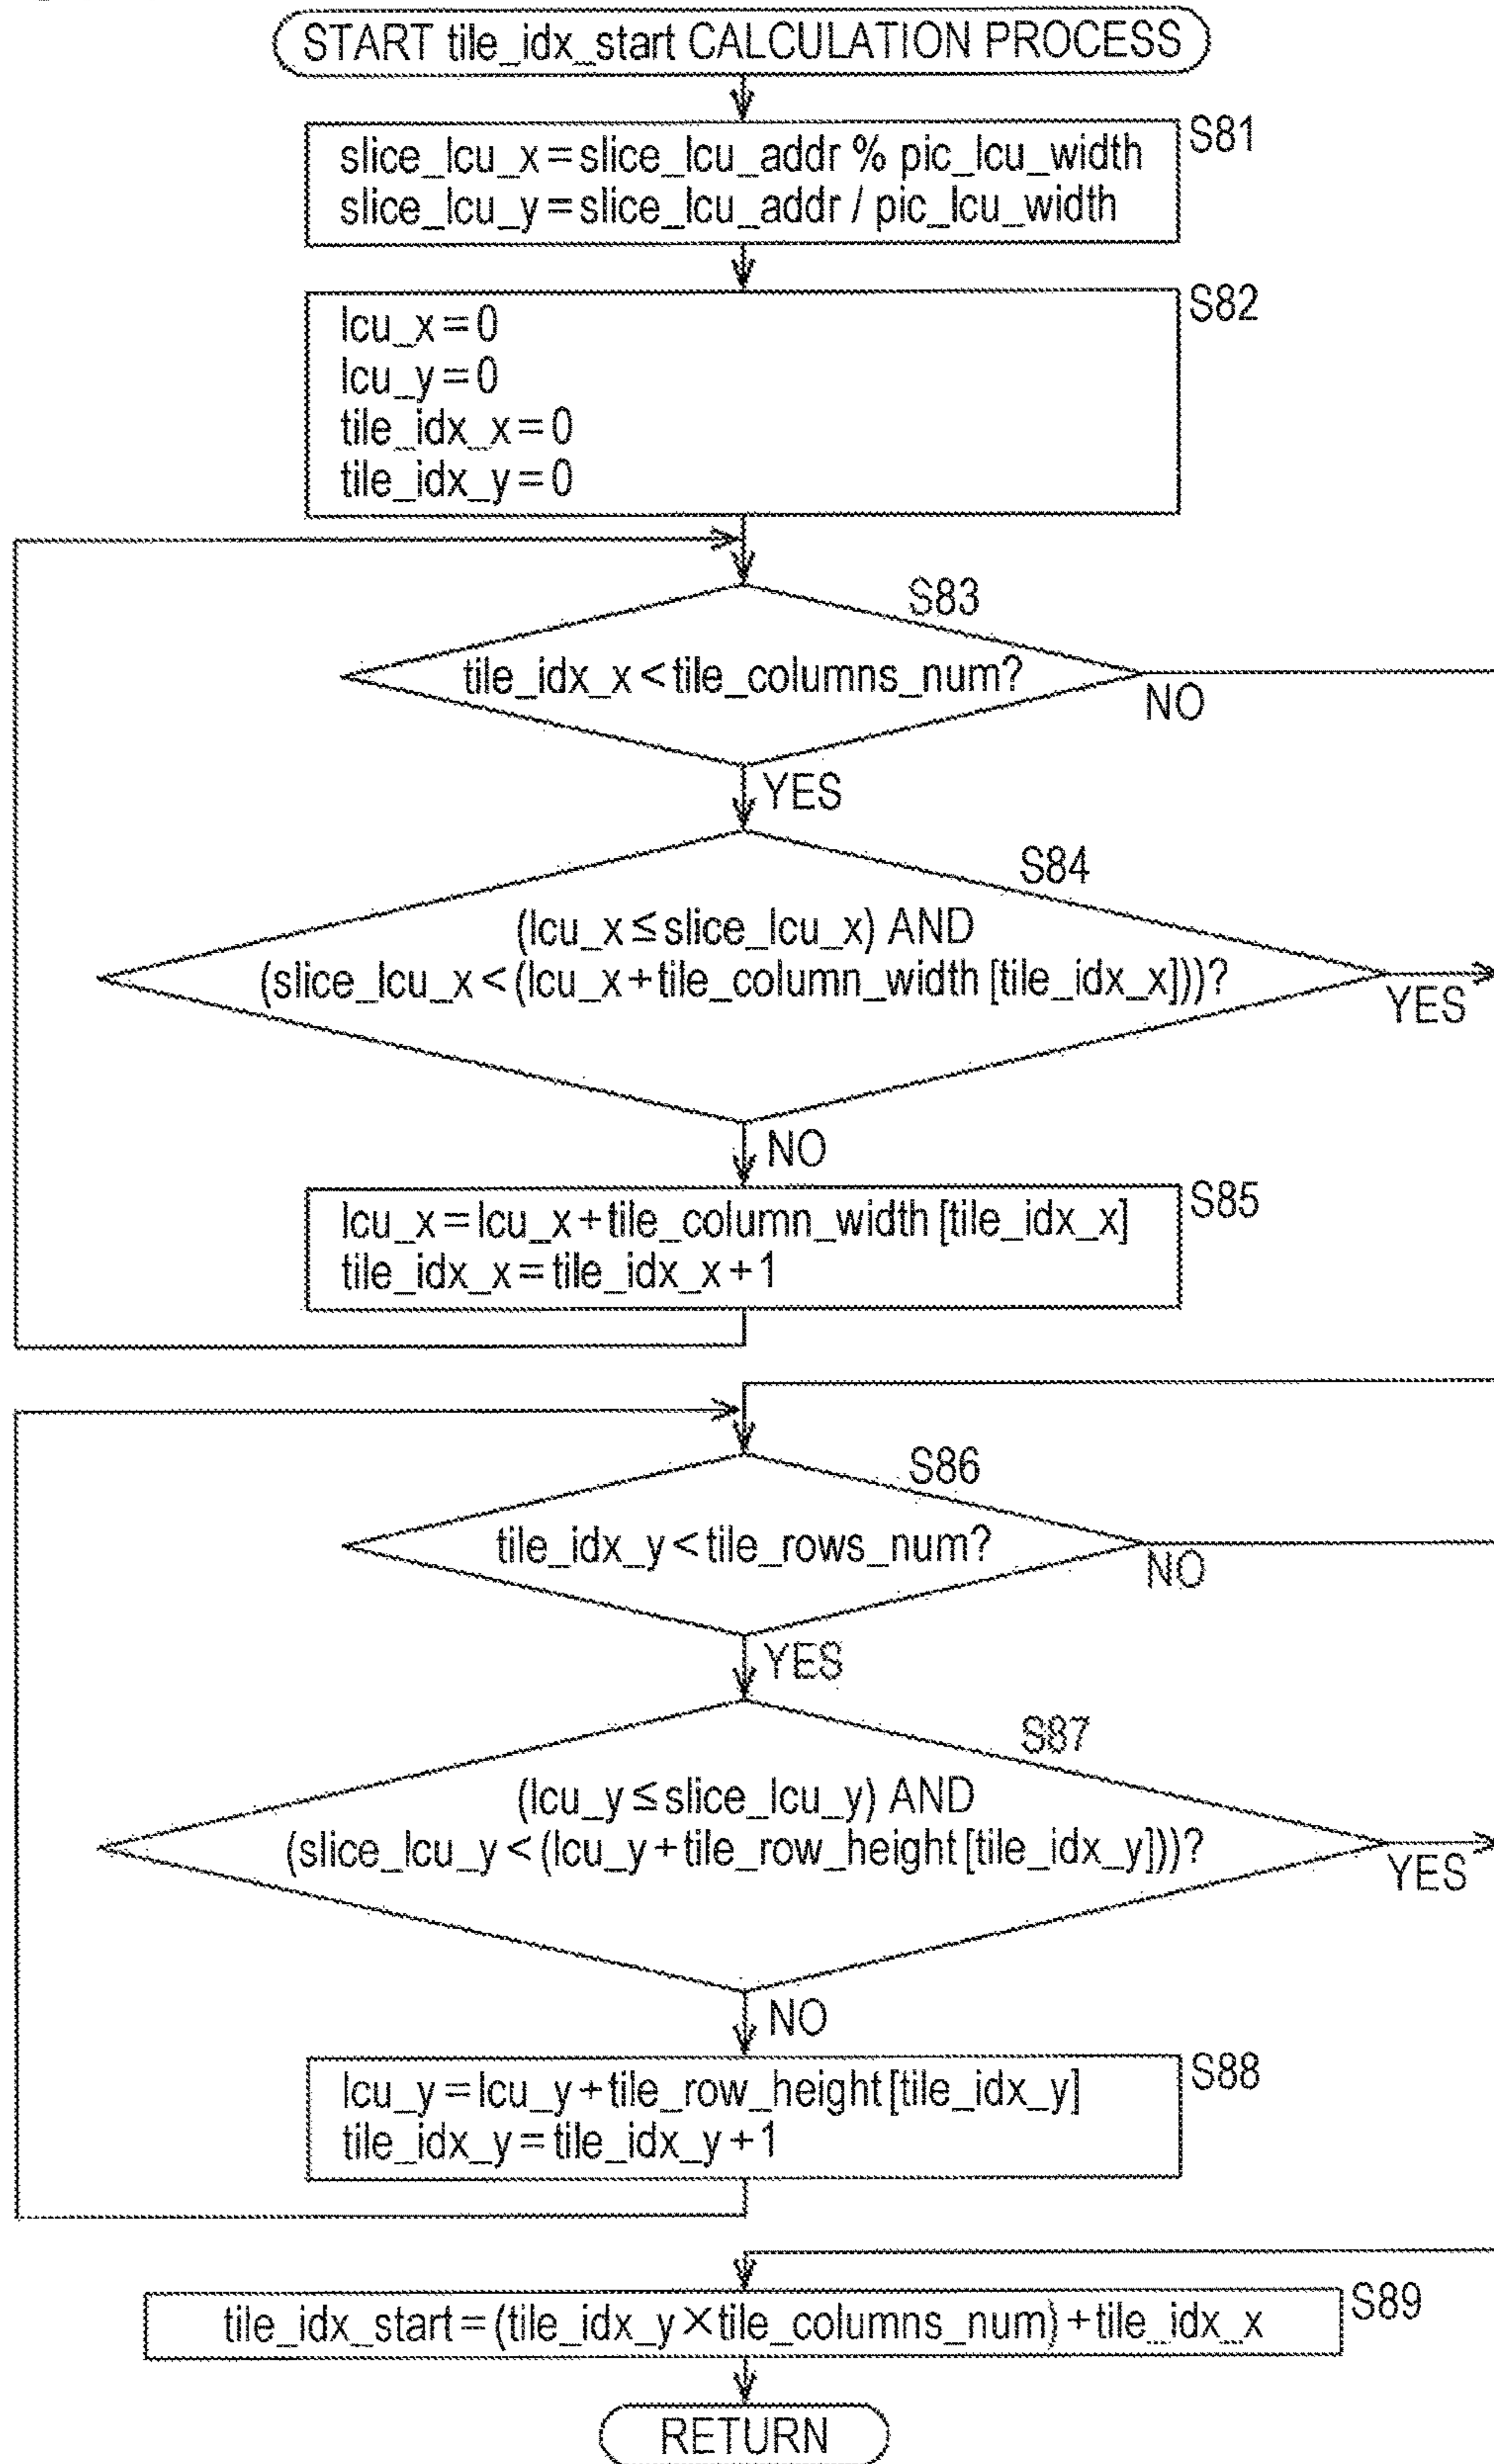 START tile_idx_start CALCULATION PROCESS
S81
slice_lcu_x=slice_lcu_addr % pic_lcu_width
slice_lcu_y=slice_lcu_addr / pic_lcu_width
S82
lcu_x=0
lcu_y=0
tile_idx_x=0
tile_idx_y=0
S83
tile_idx_x<tile_columns_num?
NO
YES
S84
(lcu_x≤slice_lcu_x) AND
(slice_lcu_x<(lcu_x+tile_column_width [tile_idx_x]))?
YES
NO
S85
lcu_x=lcu_x+tile_column_width [tile_idx_x]
tile_idx_x=tile_idx_x+1
S86
tile_idx_y<tile_rows_num?
NO
YES
S87
(lcu_y≤slice_lcu_y) AND
(slice_lcu_y<(lcu_y+tile_row_height [tile_idx_y]))?
YES
NO
S88
lcu_y=lcu_y+tile_row_height [tile_idx_y]
tile_idx_y=tile_idx_y+1
S89
tile_idx_start=(tile_idx_y×tile_columns_num)+tile_idx_x
RETURN